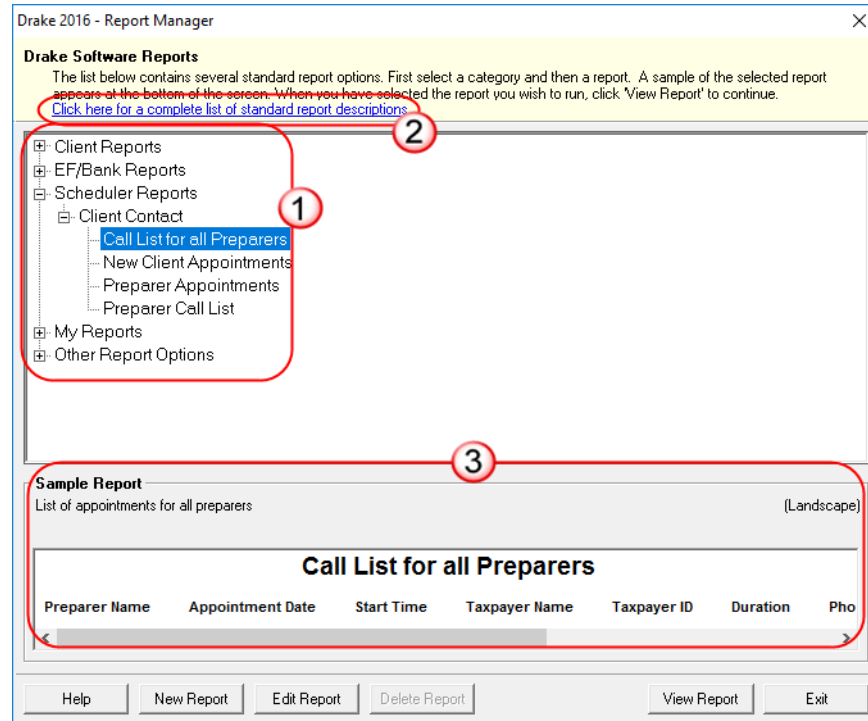 Drake 2016 - Report Manager
Drake Software Reports
The list below contains several standard report options. First select a category and then a report. A sample of the selected report
appears at the bottom of the screen. When you have selected the report you wish to run, click 'View Report' to continue.
Click here for a complete list of standard report descriptions
2
Client Reports
EF/Bank Reports
Scheduler Reports
1
Client Contact
Call List for all Preparers
New Client Appointments
Preparer Appointments
Preparer Call List
My Reports
Other Report Options
3
Sample Report
List of appointments for all preparers (Landscape)
Call List for all Preparers
Preparer Name Appointment Date Start Time Taxpayer Name Taxpayer ID Duration Pho
Help New Report Edit Report Delete Report View Report Exit